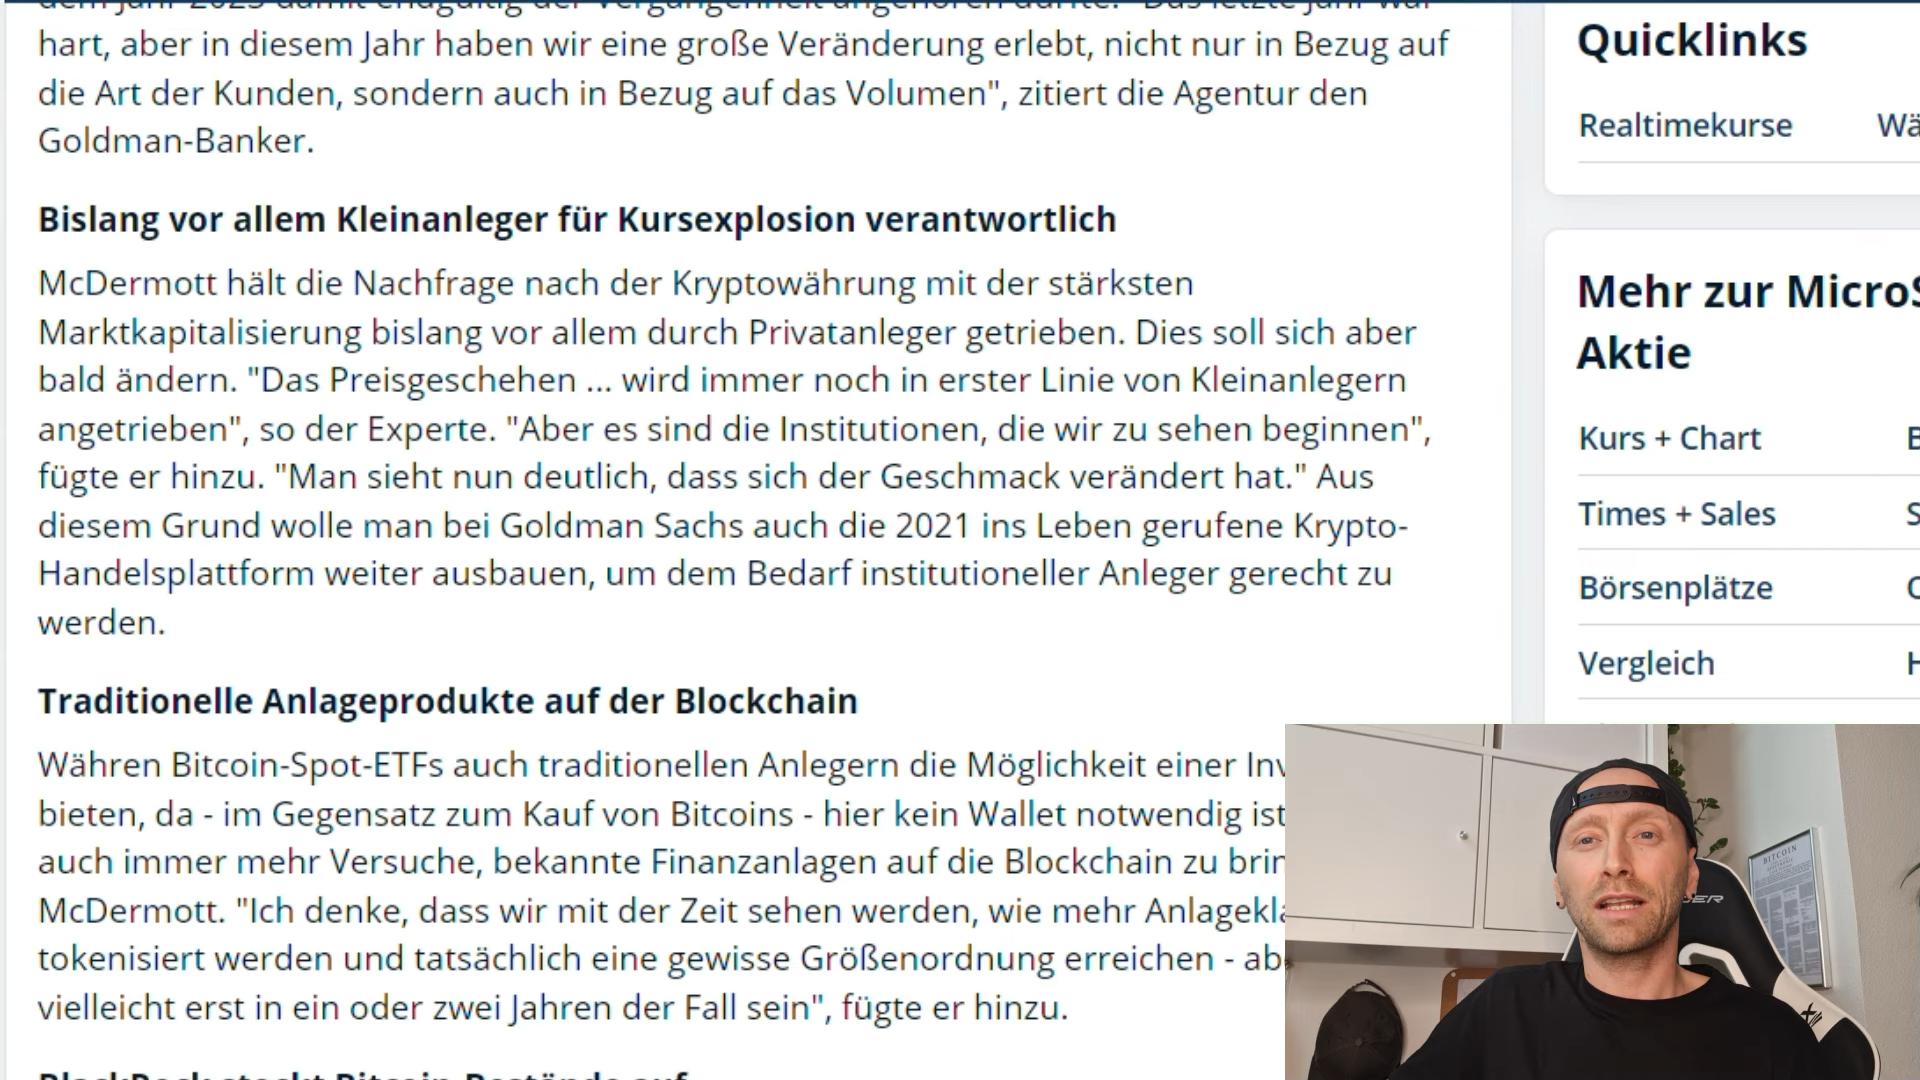 hart, aber in diesem Jahr haben wir eine große Veränderung erlebt, nicht nur in Bezug auf
die Art der Kunden, sondern auch in Bezug auf das Volumen", zitiert die Agentur den
Goldman-Banker.
Bislang vor allem Kleinanleger für Kursexplosion verantwortlich
McDermott hält die Nachfrage nach der Kryptowährung mit der stärksten
Marktkapitalisierung bislang vor allem durch Privatanleger getrieben. Dies soll sich aber
bald ändern. "Das Preisgeschehen ... wird immer noch in erster Linie von Kleinanlegern
angetrieben", so der Experte. "Aber es sind die Institutionen, die wir zu sehen beginnen",
fügte er hinzu. "Man sieht nun deutlich, dass sich der Geschmack verändert hat." Aus
diesem Grund wolle man bei Goldman Sachs auch die 2021 ins Leben gerufene Krypto-
Handelsplattform weiter ausbauen, um dem Bedarf institutioneller Anleger gerecht zu
werden.
Traditionelle Anlageprodukte auf der Blockchain
Währen Bitcoin-Spot-ETFs auch traditionellen Anlegern die Möglichkeit einer Inv
bieten, da - im Gegensatz zum Kauf von Bitcoins - hier kein Wallet notwendig ist
auch immer mehr Versuche, bekannte Finanzanlagen auf die Blockchain zu brin
McDermott. "Ich denke, dass wir mit der Zeit sehen werden, wie mehr Anlagekla
tokenisiert werden und tatsächlich eine gewisse Größenordnung erreichen - ab
vielleicht erst in ein oder zwei Jahren der Fall sein", fügte er hinzu.
Quicklinks
Realtimekurse Wä
Mehr zur MicroS
Aktie
Kurs + Chart
Times + Sales
Börsenplätze
Vergleich
BITCOIN